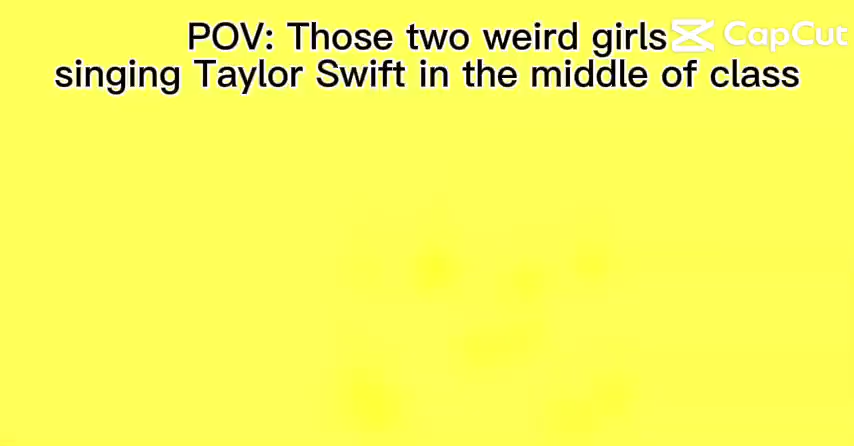 POV: Those two weird girls
CapCut
singing Taylor Swift in the middle of class